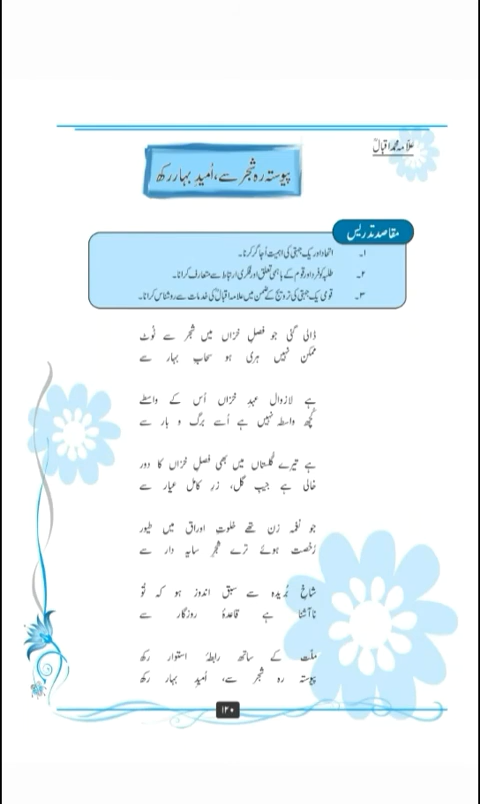 علامہ محمد اقبالؒ
پیوستہ رہ شجر سے، اُمیدِ بہار رکھ
مقاصدِ تدریس
۱۔ اتحاد اور یک جہتی کی اہمیت اُجاگر کرنا۔
۲۔ طلبہ کو فرد اور قوم کے باہمی تعلق اور فکری ارتباط سے متعارف کرانا۔
۳۔ قومی یک جہتی کی ترویج کے ضمن میں علامہ اقبالؒ کی خدمات سے روشناس کرانا۔
ڈالی گئی جو فصلِ خزاں میں شجر سے ٹوٹ
ممکن نہیں ہری ہو سحابِ بہار سے
ہے لازوال عہدِ خزاں اُس کے واسطے
کچھ واسطہ نہیں ہے اُسے برگ و بار سے
ہے تیرے گلستاں میں بھی فصلِ خزاں کا دور
خالی ہے جیبِ گل، زرِ کامل عیار سے
جو نغمہ زن تھے خلوتِ اوراق میں طیور
رُخصت ہوئے ترے شجرِ سایہ دار سے
شاخِ بُریدہ سے سبق اندوز ہو کہ تُو
ناآشنا ہے قاعدۂ روزگار سے
ملّت کے ساتھ رابطۂ استوار رکھ
پیوستہ رہ شجر سے، اُمیدِ بہار رکھ
۱۲۰